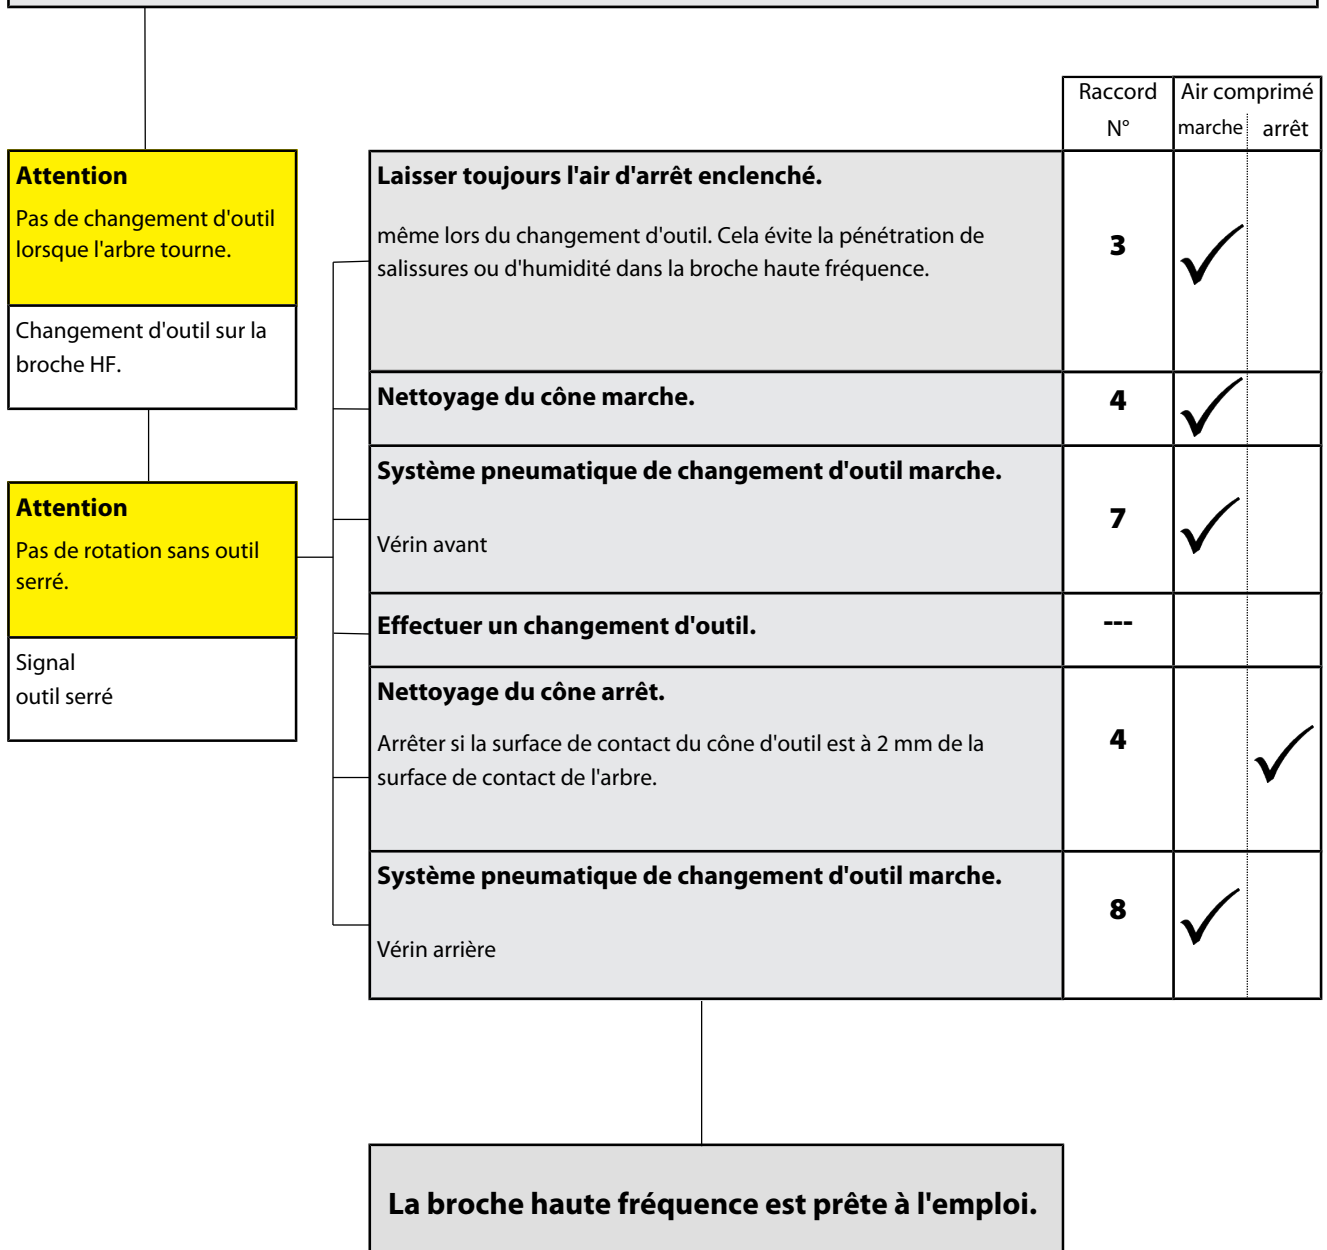 Raccord
N°
Air comprimé
marche arrêt
Attention
Pas de changement d'outil
lorsque l'arbre tourne.
Changement d'outil sur la
broche HF.
Attention
Pas de rotation sans outil
serré.
Signal
outil serré
Laisser toujours l'air d'arrêt enclenché.
même lors du changement d'outil. Cela évite la pénétration de
salissures ou d'humidité dans la broche haute fréquence.
3
Nettoyage du cône marche.
4
Système pneumatique de changement d'outil marche.
Vérin avant
7
Effectuer un changement d'outil.
---
Nettoyage du cône arrêt.
Arrêter si la surface de contact du cône d'outil est à 2 mm de la
surface de contact de l'arbre.
4
Système pneumatique de changement d'outil marche.
Vérin arrière
8
La broche haute fréquence est prête à l'emploi.